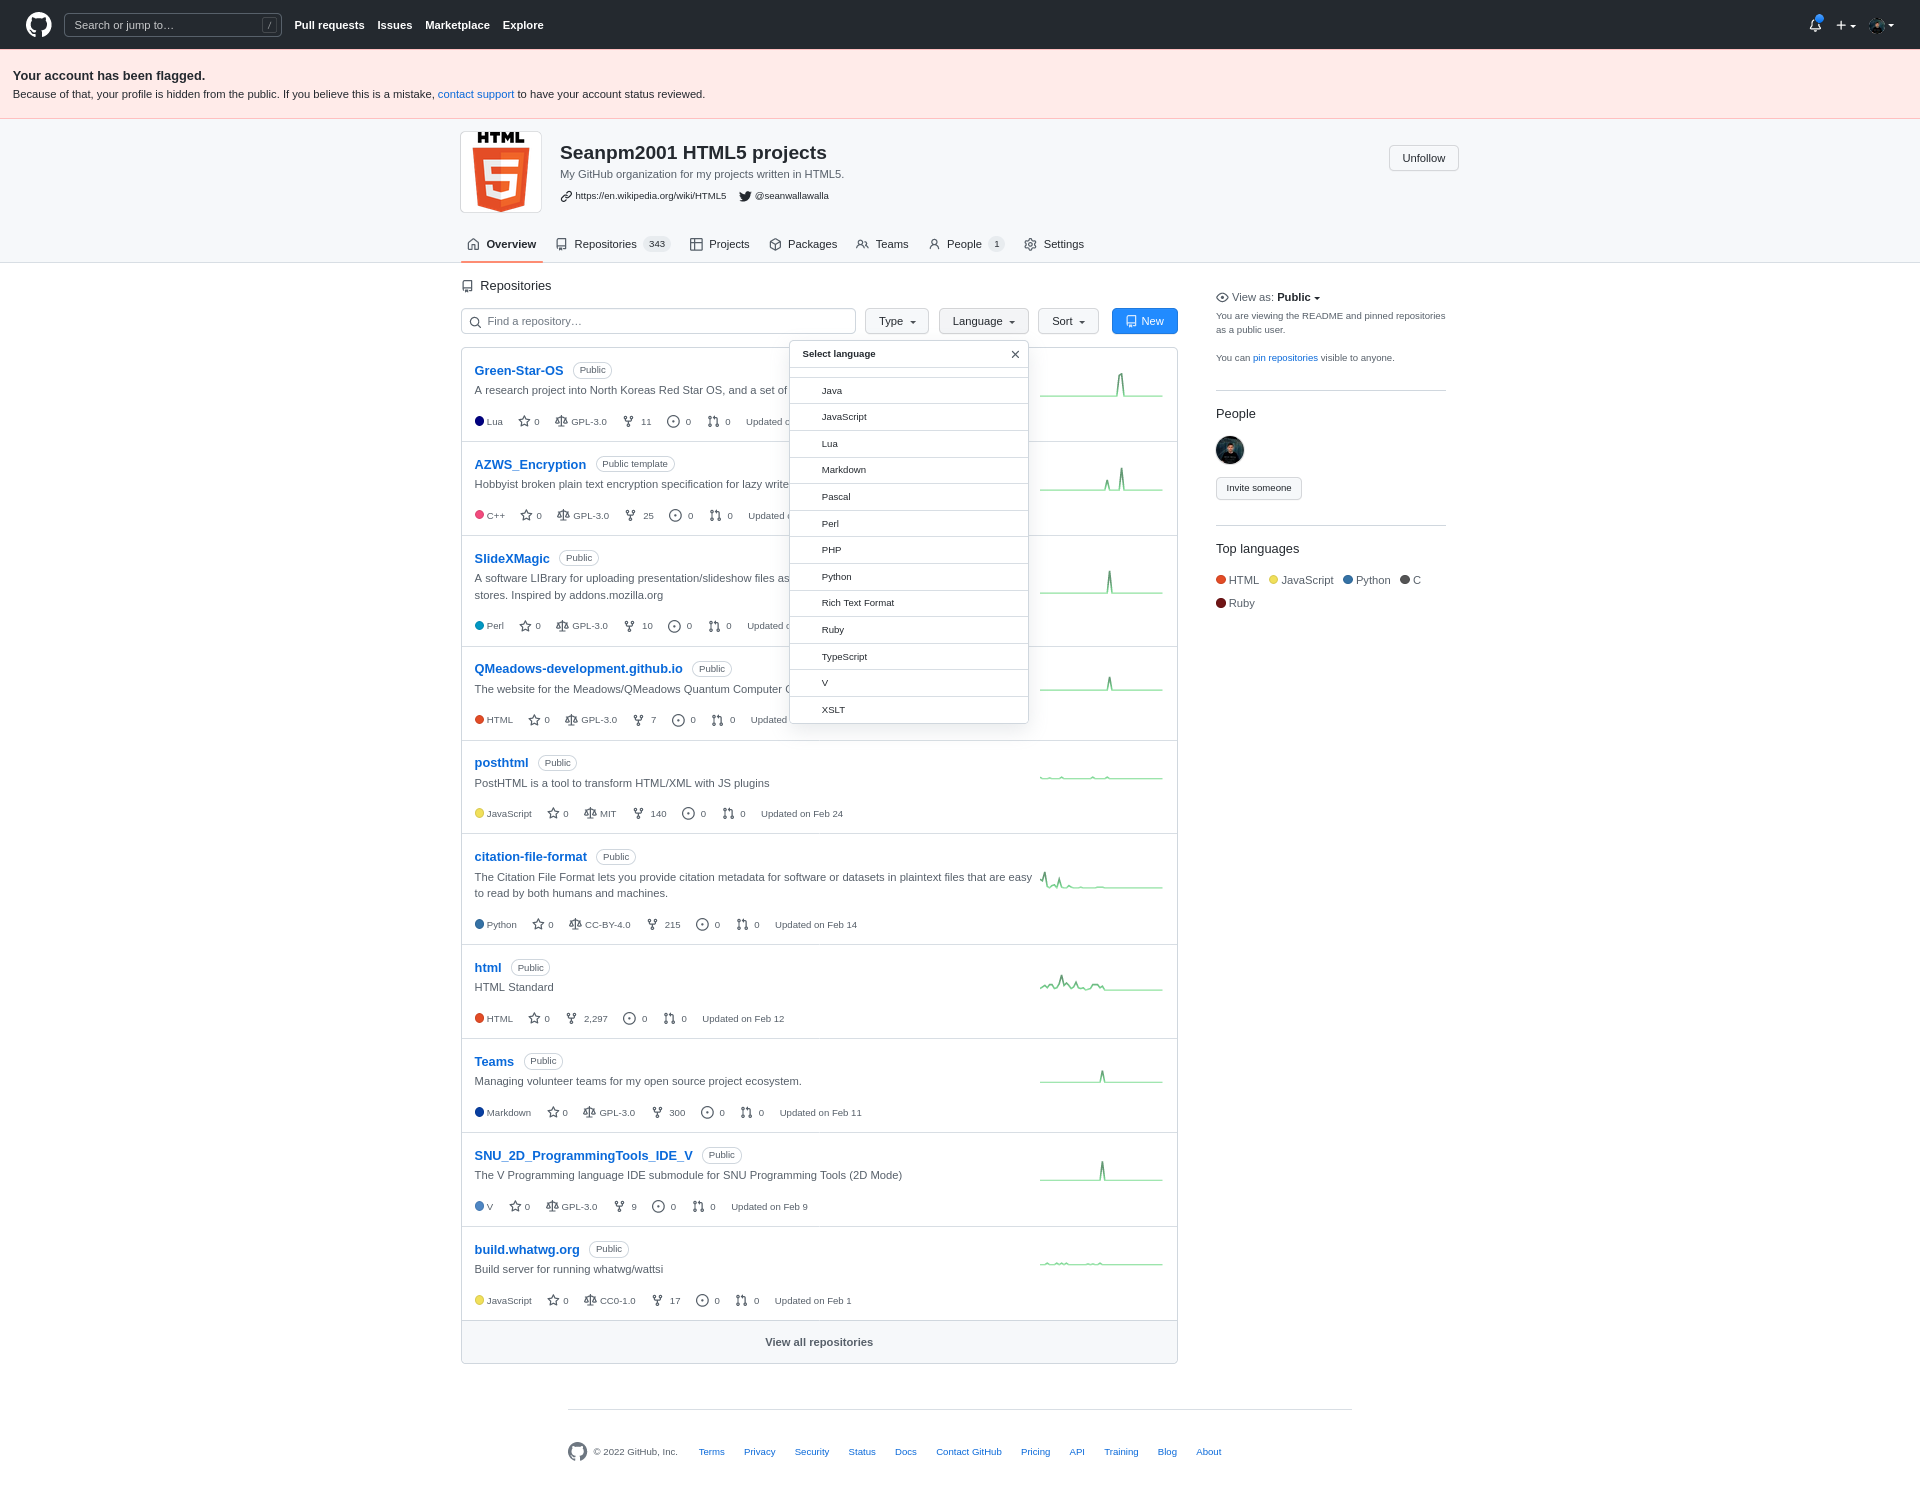 Search or jump to…
/
Pull requests
Issues
Marketplace
Explore
Your account has been flagged.
Because of that, your profile is hidden from the public. If you believe this is a mistake, contact support to have your account status reviewed.
HTML
Seanpm2001 HTML5 projects
My GitHub organization for my projects written in HTML5.
https://en.wikipedia.org/wiki/HTML5 @seanwallawalla
Unfollow
Overview
Repositories 343
Projects
Packages
Teams
People 1
Settings
Repositories
Find a repository…
Type
Language
Sort
New
Select language
Java
JavaScript
Lua
Markdown
Pascal
Perl
PHP
Python
Rich Text Format
Ruby
TypeScript
V
XSLT
Green-Star-OS Public
A research project into North Koreas Red Star OS, and a set of
Lua 0 GPL-3.0 11 0 0 Updated
AZWS_Encryption Public template
Hobbyist broken plain text encryption specification for lazy write
C++ 0 GPL-3.0 25 0 0 Updated
SlideXMagic Public
A software LIBrary for uploading presentation/slideshow files as
stores. Inspired by addons.mozilla.org
Perl 0 GPL-3.0 10 0 0 Updated
QMeadows-development.github.io Public
The website for the Meadows/QMeadows Quantum Computer
HTML 0 GPL-3.0 7 0 0 Updated
posthtml Public
PostHTML is a tool to transform HTML/XML with JS plugins
JavaScript 0 MIT 140 0 0 Updated on Feb 24
citation-file-format Public
The Citation File Format lets you provide citation metadata for software or datasets in plaintext files that are easy
to read by both humans and machines.
Python 0 CC-BY-4.0 215 0 0 Updated on Feb 14
html Public
HTML Standard
HTML 0 2,297 0 0 Updated on Feb 12
Teams Public
Managing volunteer teams for my open source project ecosystem.
Markdown 0 GPL-3.0 300 0 0 Updated on Feb 11
SNU_2D_ProgrammingTools_IDE_V Public
The V Programming language IDE submodule for SNU Programming Tools (2D Mode)
V 0 GPL-3.0 9 0 0 Updated on Feb 9
build.whatwg.org Public
Build server for running whatwg/wattsi
JavaScript 0 CC0-1.0 17 0 0 Updated on Feb 1
View all repositories
View as: Public
You are viewing the README and pinned repositories
as a public user.
You can pin repositories visible to anyone.
People
Invite someone
Top languages
HTML JavaScript Python C
Ruby
© 2022 GitHub, Inc.
Terms
Privacy
Security
Status
Docs
Contact GitHub
Pricing
API
Training
Blog
About